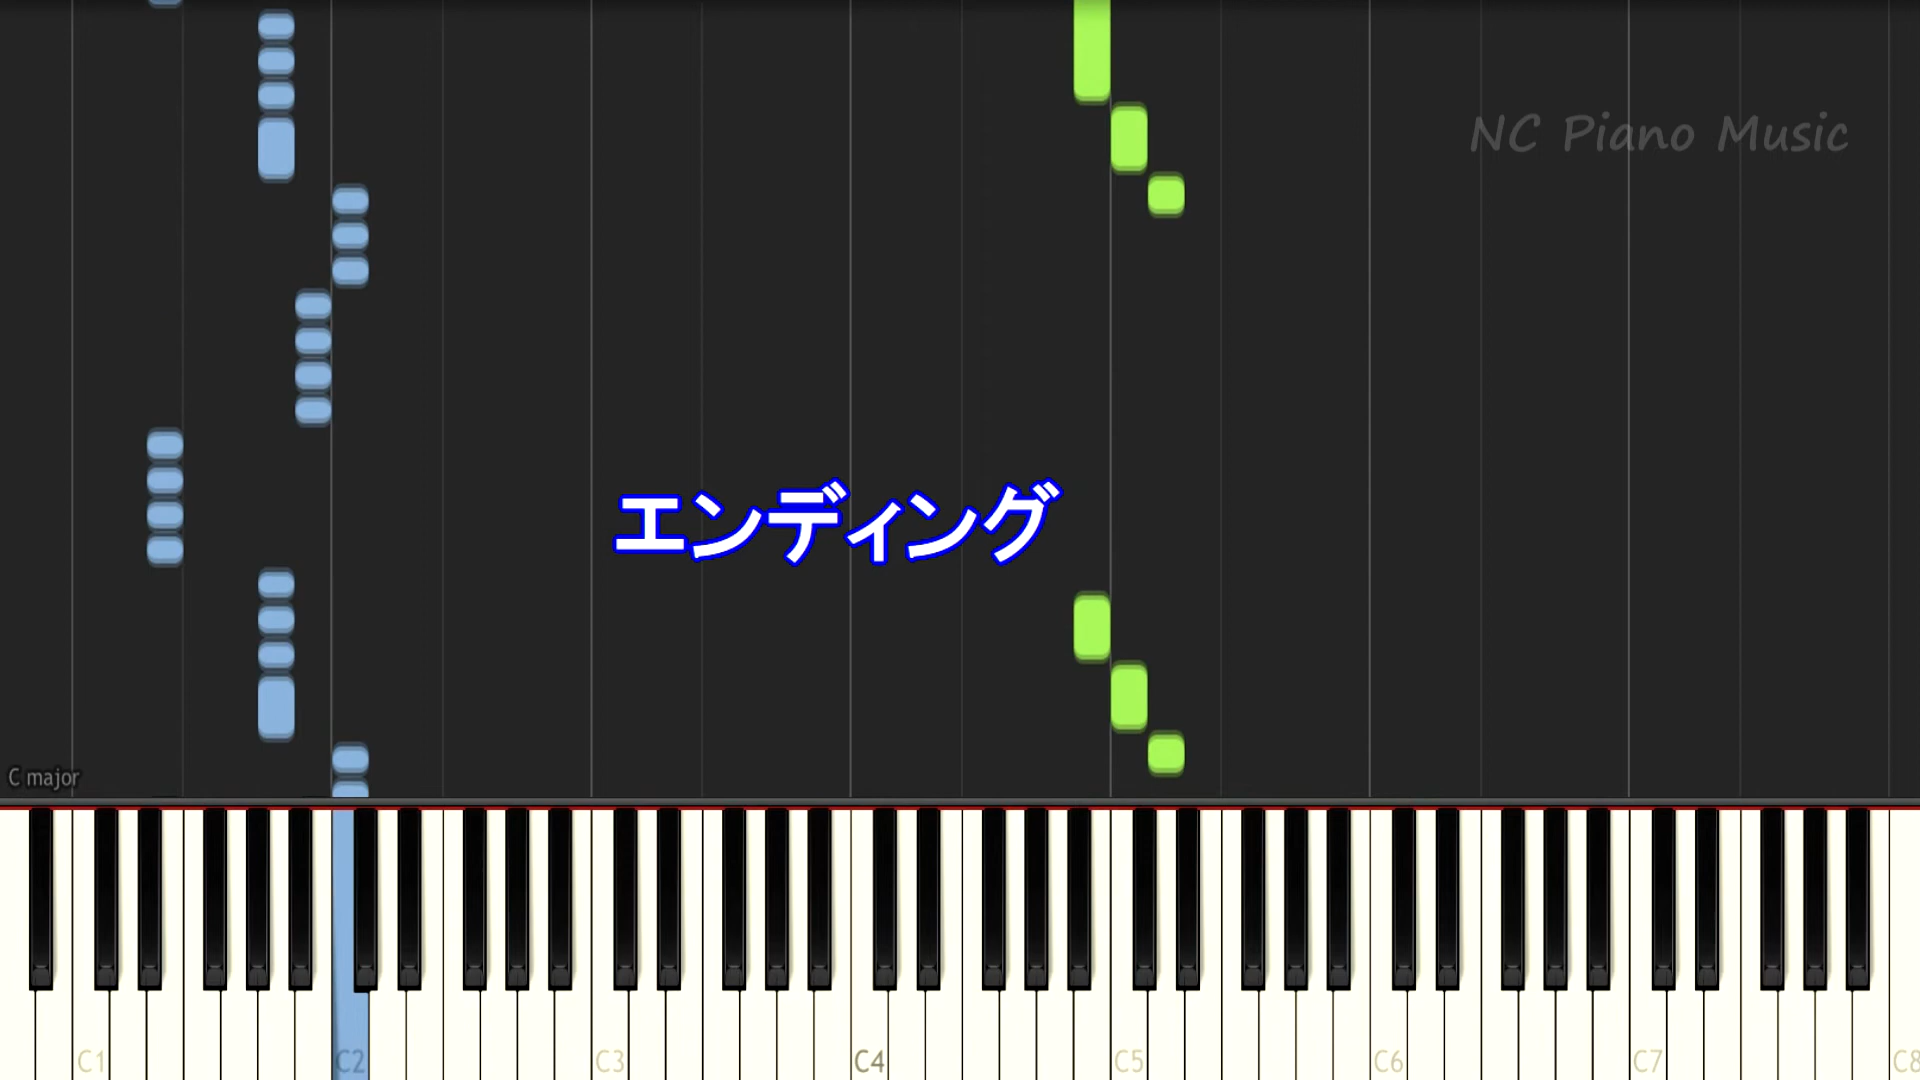 NC Piano Music
エンディング
C major
C1 C2 C3 C4 C5 C6 C7 C8